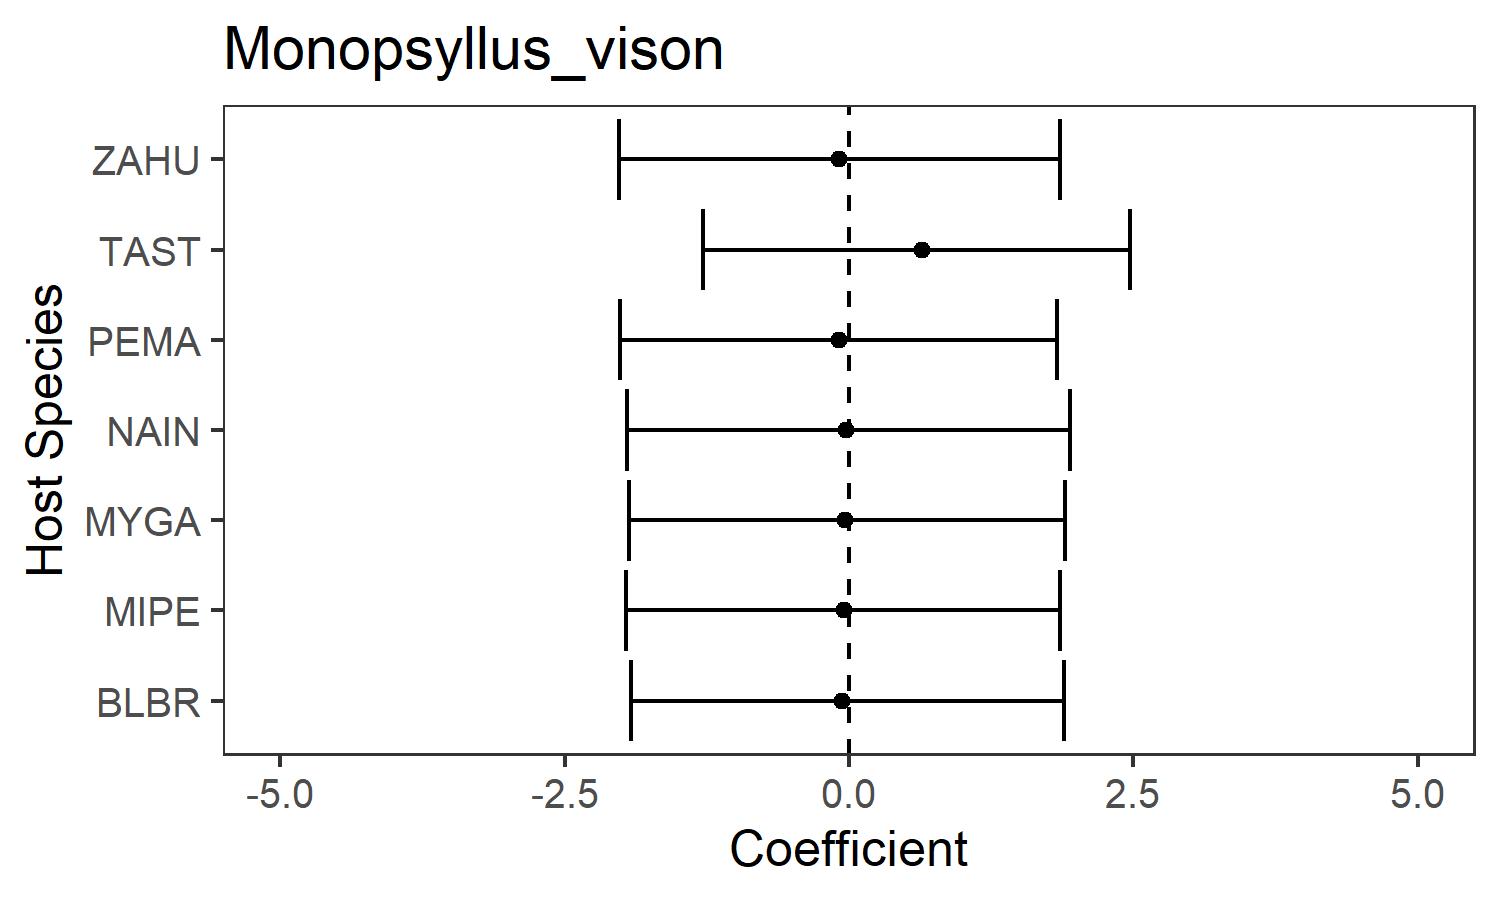 Monopsyllus_vison
Host Species
ZAHU
TAST
PEMA
NAIN
MYGA
MIPE
BLBR
-5.0 -2.5 0.0 2.5 5.0
Coefficient